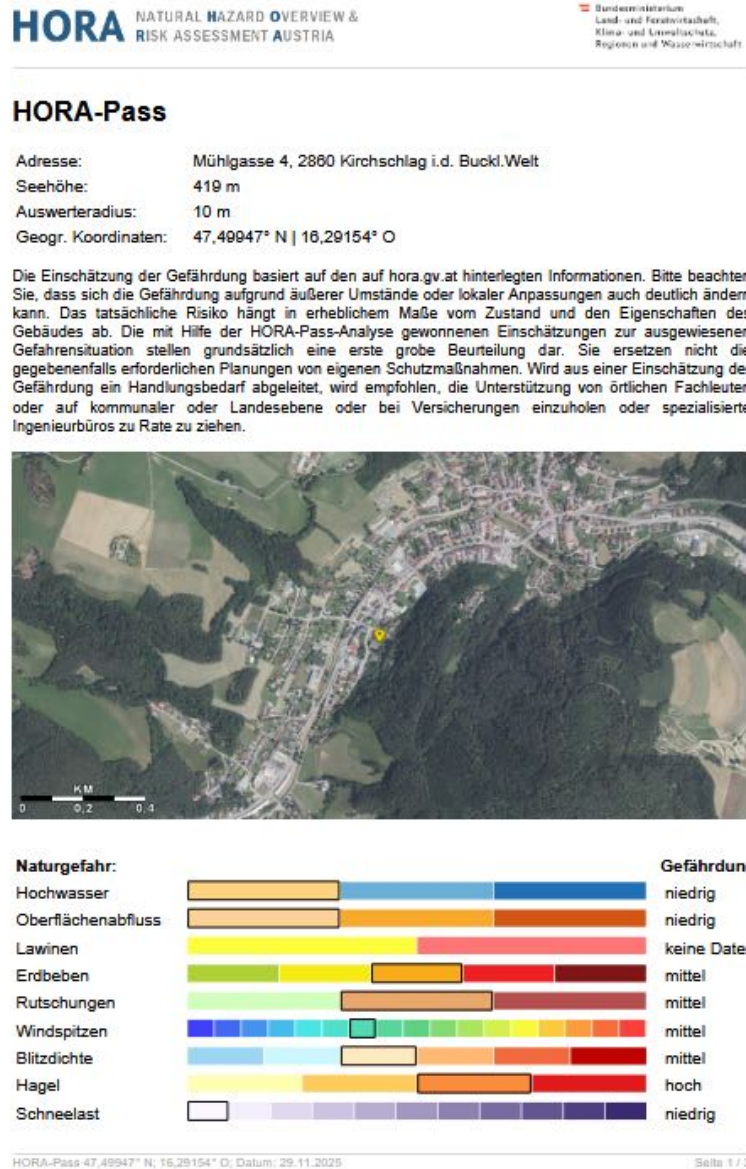 HORA NATURAL HAZARD OVERVIEW &
RISK ASSESSMENT AUSTRIA
Bundesministerium
Land- und Forstwirtschaft,
Klima- und Umweltschutz,
Regionen und Wasserwirtschaft
HORA-Pass
Adresse: Mühlgasse 4, 2860 Kirchschlag i.d. Buckl.Welt
Seehöhe: 419 m
Auswerteradius: 10 m
Geogr. Koordinaten: 47,49947° N | 16,29154° O
Die Einschätzung der Gefährdung basiert auf den auf hora.gv.at hinterlegten Informationen. Bitte beachten
Sie, dass sich die Gefährdung aufgrund äußerer Umstände oder lokaler Anpassungen auch deutlich ändern
kann. Das tatsächliche Risiko hängt in erheblichem Maße vom Zustand und den Eigenschaften des
Gebäudes ab. Die mit Hilfe der HORA-Pass-Analyse gewonnenen Einschätzungen zur ausgewiesenen
Gefahrensituation stellen grundsätzlich eine erste grobe Beurteilung dar. Sie ersetzen nicht die
gegebenenfalls erforderlichen Planungen von eigenen Schutzmaßnahmen. Wird aus einer Einschätzung de
Gefährdung ein Handlungsbedarf abgeleitet, wird empfohlen, die Unterstützung von örtlichen Fachleuten
oder auf kommunaler oder Landesebene oder bei Versicherungen einzuholen oder spezialisierte
Ingenieurbüros zu Rate zu ziehen.
KM
0 0,2 0,4
Naturgefahr: Gefährdun
Hochwasser niedrig
Oberflächenabfluss niedrig
Lawinen keine Date
Erdbeben mittel
Rutschungen mittel
Windspitzen mittel
Blitzdichte mittel
Hagel hoch
Schneelast niedrig
HORA-Pass 47,49947° N; 16,29154° O; Datum: 29.11.2025 Seite 1 /